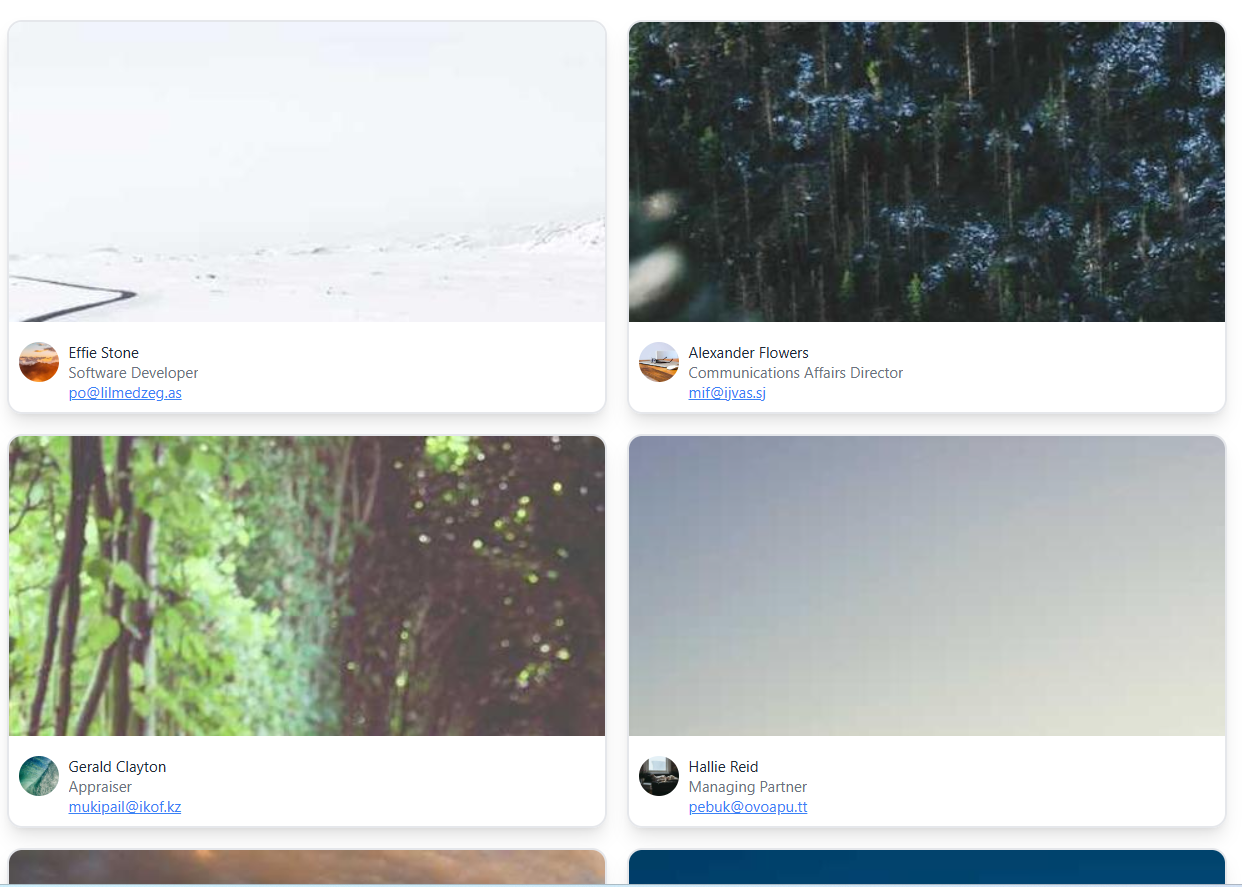 Effie Stone
Software Developer
po@lilmedzeg.as
Alexander Flowers
Communications Affairs Director
mif@ijvas.sj
Gerald Clayton
Appraiser
mukipail@ikof.kz
Hallie Reid
Managing Partner
pebuk@ovoapu.tt